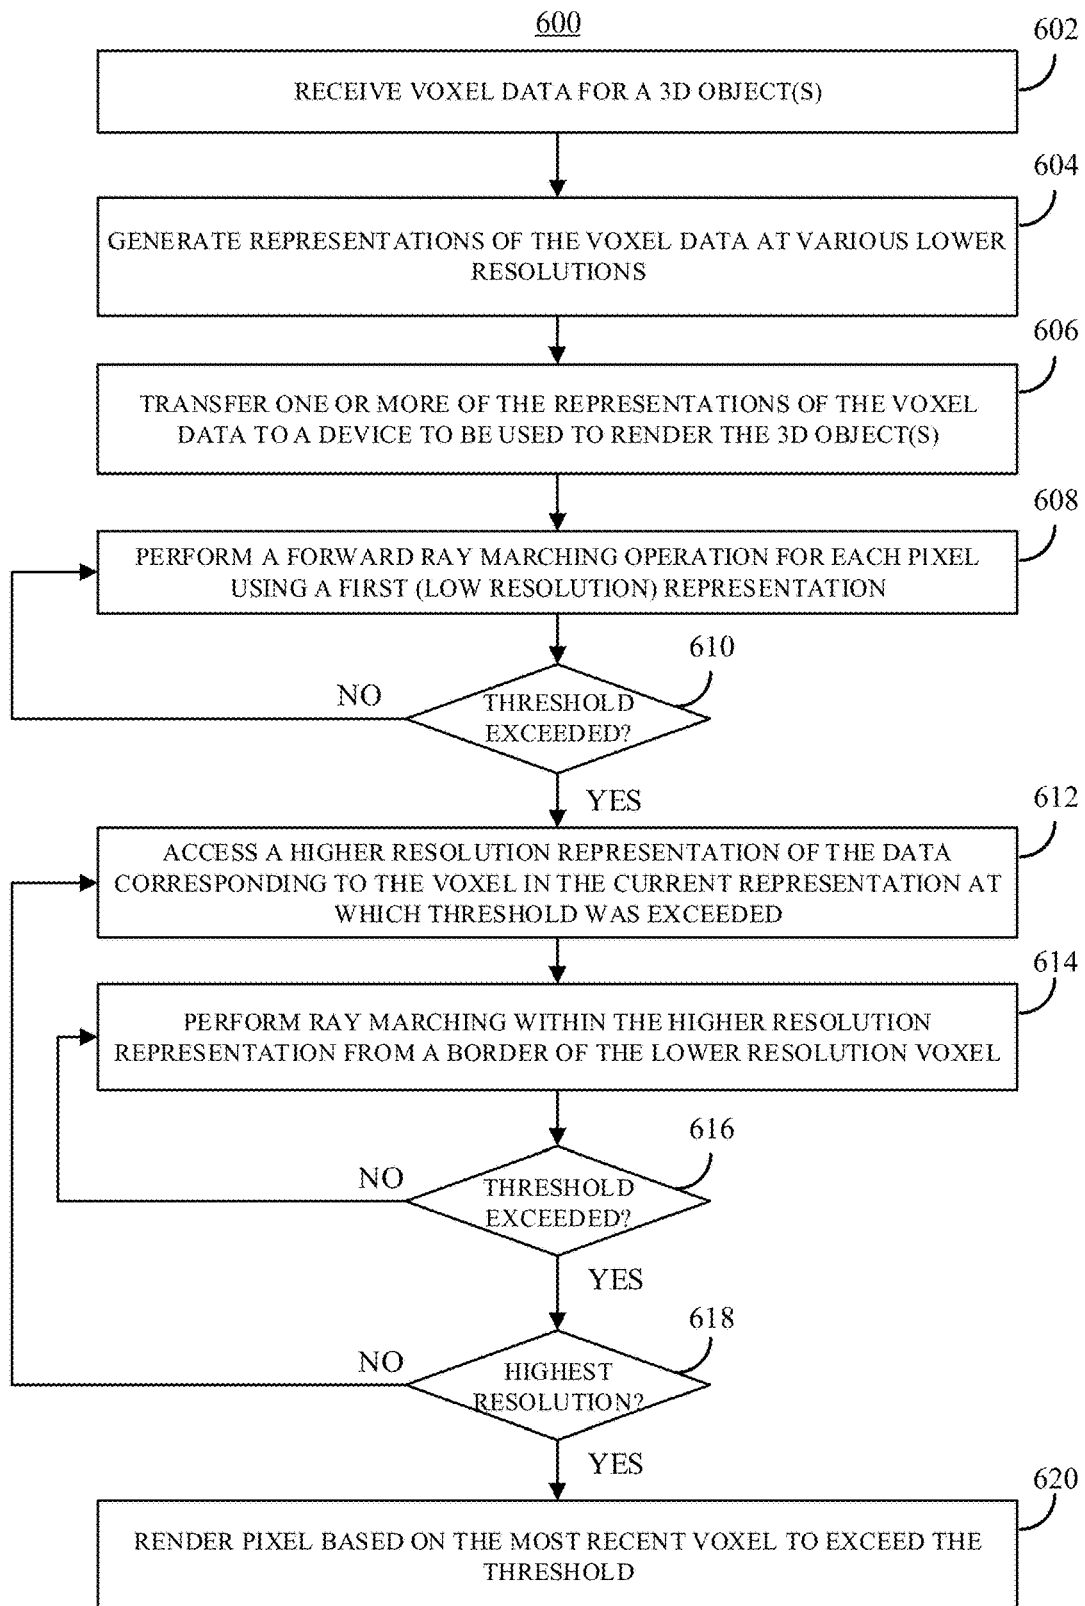 600
602
RECEIVE VOXEL DATA FOR A 3D OBJECT(S)
604
GENERATE REPRESENTATIONS OF THE VOXEL DATA AT VARIOUS LOWER
RESOLUTIONS
606
TRANSFER ONE OR MORE OF THE REPRESENTATIONS OF THE VOXEL
DATA TO A DEVICE TO BE USED TO RENDER THE 3D OBJECT(S)
608
PERFORM A FORWARD RAY MARCHING OPERATION FOR EACH PIXEL
USING A FIRST (LOW RESOLUTION) REPRESENTATION
610
NO
THRESHOLD
EXCEEDED?
YES
612
ACCESS A HIGHER RESOLUTION REPRESENTATION OF THE DATA
CORRESPONDING TO THE VOXEL IN THE CURRENT REPRESENTATION AT
WHICH THRESHOLD WAS EXCEEDED
614
PERFORM RAY MARCHING WITHIN THE HIGHER RESOLUTION
REPRESENTATION FROM A BORDER OF THE LOWER RESOLUTION VOXEL
616
NO
THRESHOLD
EXCEEDED?
YES
618
NO
HIGHEST
RESOLUTION?
YES
620
RENDER PIXEL BASED ON THE MOST RECENT VOXEL TO EXCEED THE
THRESHOLD